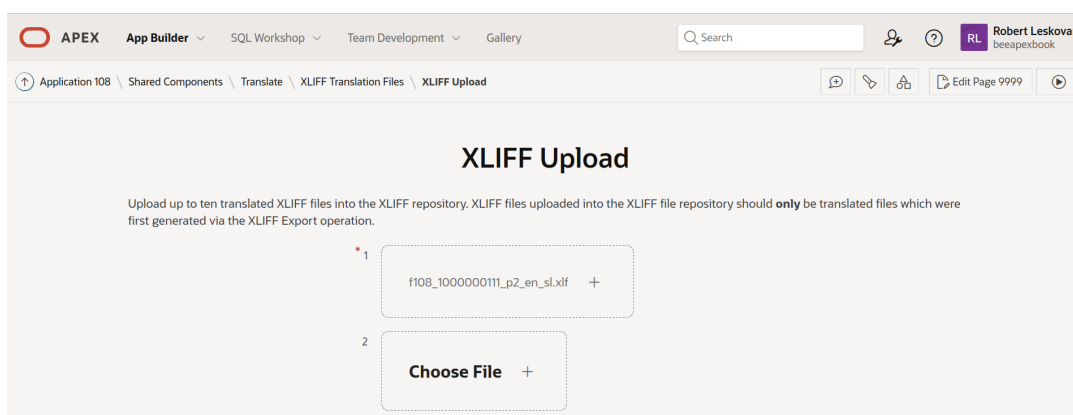 APEX App Builder SQL Workshop Team Development Gallery Search RL Robert Leskova
beeapexbook
Application 108 \ Shared Components \ Translate \ XLIFF Translation Files \ XLIFF Upload Edit Page 9999
XLIFF Upload
Upload up to ten translated XLIFF files into the XLIFF repository. XLIFF files uploaded into the XLIFF file repository should only be translated files which were
first generated via the XLIFF Export operation.
* 1
f108_1000000111_p2_en_sl.xlf +
2
Choose File +